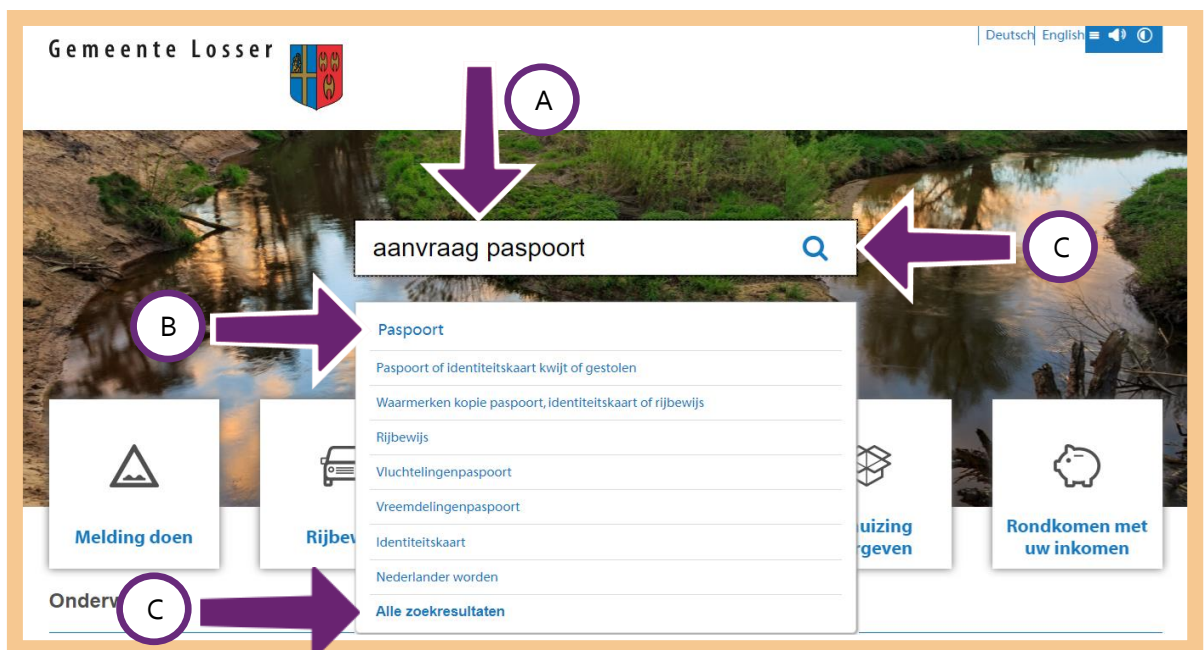 Gemeente Losser
Deutsch English
A
aanvraag paspoort
C
B
Paspoort
Paspoort of identiteitskaart kwijt of gestolen
Waarmerken kopie paspoort, identiteitskaart of rijbewijs
Rijbewijs
Vluchtelingenpaspoort
Vreemdelingenpaspoort
Identiteitskaart
Nederlander worden
Alle zoekresultaten
Melding doen
Rondkomen met
uw inkomen
C